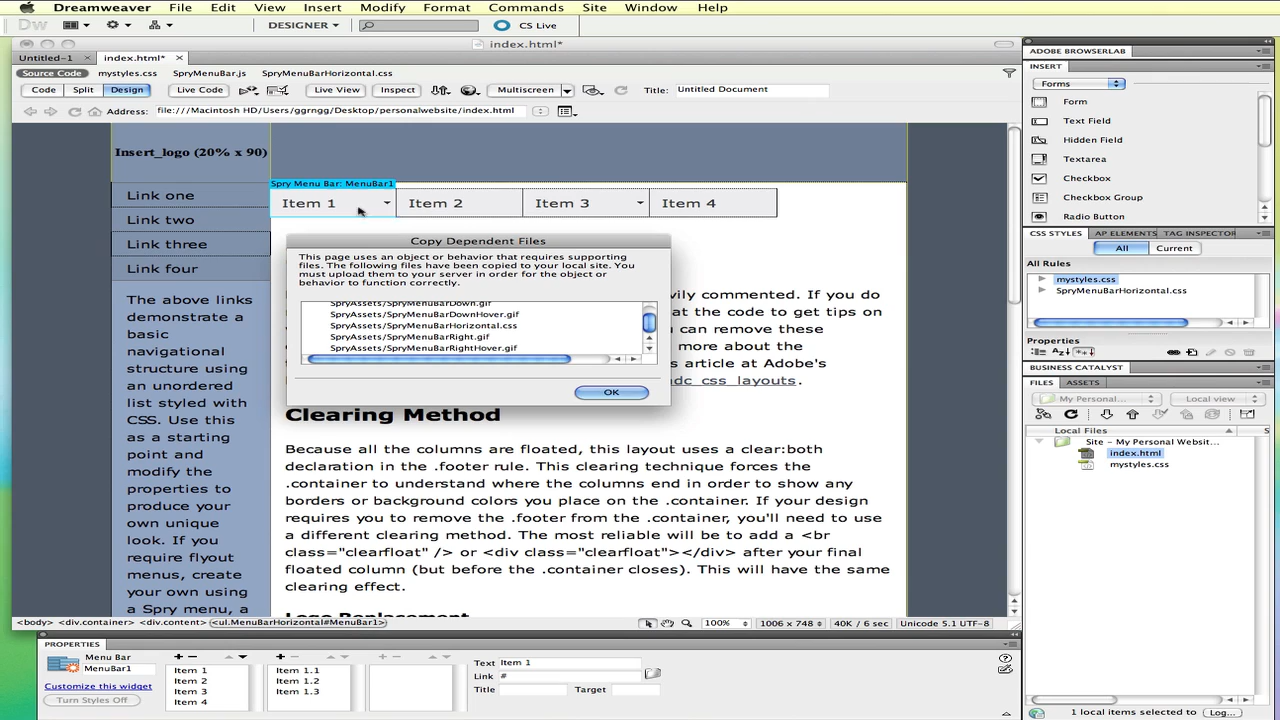 Dreamweaver File Edit View Insert Modify Format Commands Site Window Help
Dw DESIGNER CS Live
index.html*
Untitled-1 index.html*
Source Code mystyles.css SpryMenuBar.js SpryMenuBarHorizontal.css
Code Split Design Live Code Live View Inspect Multiscreen Title: Untitled Document
Address: file:///Macintosh HD/Users/ggrngg/Desktop/personalwebsite/index.html
Insert_logo (20% x 90)
Spry Menu Bar: MenuBar1
Item 1 Item 2 Item 3 Item 4
Link one
Link two
Link three
Link four
The above links
demonstrate a
basic
navigational
structure using
an unordered
list styled with
CSS. Use this
as a starting
point and
modify the
properties to
produce your
own unique
look. If you
require flyout
menus, create
your own using
a Spry menu, a
Copy Dependent Files
This page uses an object or behavior that requires supporting
files. The following files have been copied to your local site. You
must upload them to your server in order for the object or
behavior to function correctly.
SpryAssets/SpryMenuBarDown.gif
SpryAssets/SpryMenuBarDownHover.gif
SpryAssets/SpryMenuBarHorizontal.css
SpryAssets/SpryMenuBarRight.gif
SpryAssets/SpryMenuBarRightHover.gif
OK
vily commented. If you do
at the code to get tips on
u can remove these
more about the
article at Adobe's
dc_css_layouts.
Clearing Method
Because all the columns are floated, this layout uses a clear:both
declaration in the .footer rule. This clearing technique forces the
.container to understand where the columns end in order to show any
borders or background colors you place on the .container. If your design
requires you to remove the .footer from the .container, you'll need to use
a different clearing method. The most reliable will be to add a <br
class="clearfloat" /> or <div class="clearfloat"></div> after your final
floated column (but before the .container closes). This will have the same
clearing effect.
<body> <div.container> <div.content> <ul.MenuBarHorizontal#MenuBar1> 100% 1006 x 748 40K / 6 sec Unicode 5.1 UTF-8
PROPERTIES
Menu Bar
MenuBar1
Customize this widget
Turn Styles Off
Item 1
Item 2
Item 3
Item 4
Item 1.1
Item 1.2
Item 1.3
Text Item 1
Link #
Title Target
ADOBE BROWSERLAB
INSERT
Forms
Form
Text Field
Hidden Field
Textarea
Checkbox
Checkbox Group
Radio Button
CSS STYLES AP ELEMENTS TAG INSPECTOR
All Current
All Rules
mystyles.css
SpryMenuBarHorizontal.css
Properties
BUSINESS CATALYST
FILES ASSETS
My Personal... Local view
Local Files S
Site - My Personal Websit...
index.html
mystyles.css
1 local items selected to Log...